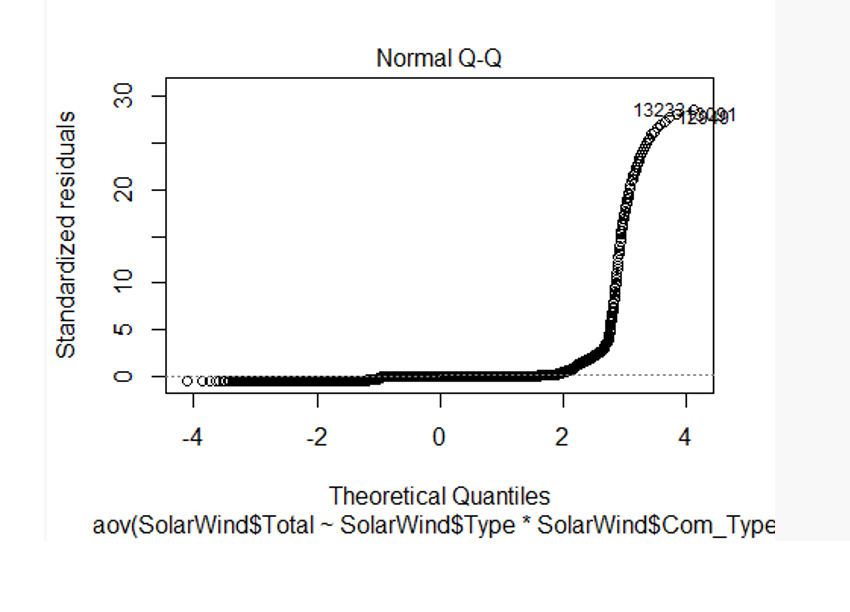 Normal Q-Q
Standardized residuals
30
20
10
5
0
13233
-4 -2 0 2 4
Theoretical Quantiles
aov(SolarWind$Total ~ SolarWind$Type * SolarWind$Com_Type